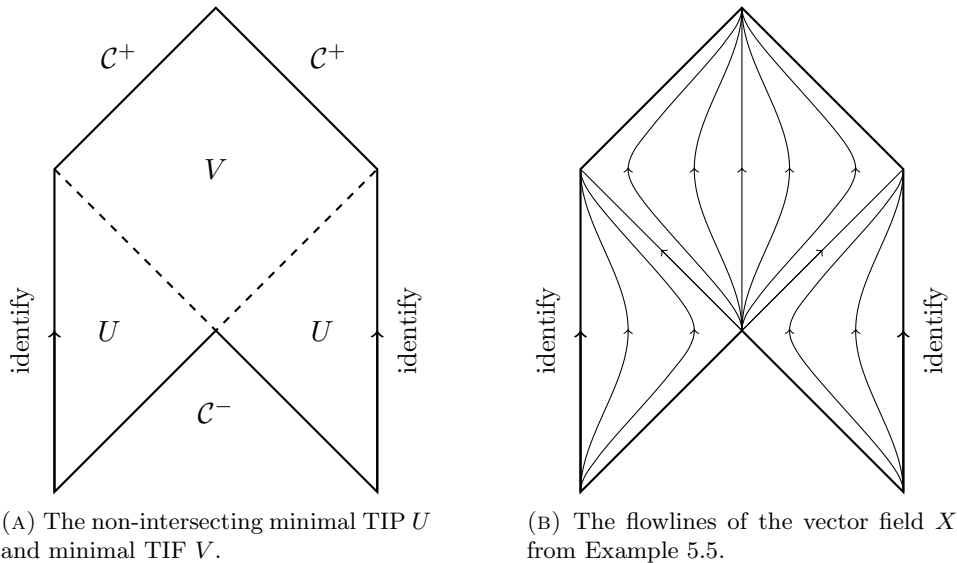 C⁺ C⁺
V
identify U U identify
C⁻
identify identify
(A) The non-intersecting minimal TIP U
and minimal TIF V.
(B) The flowlines of the vector field X
from Example 5.5.